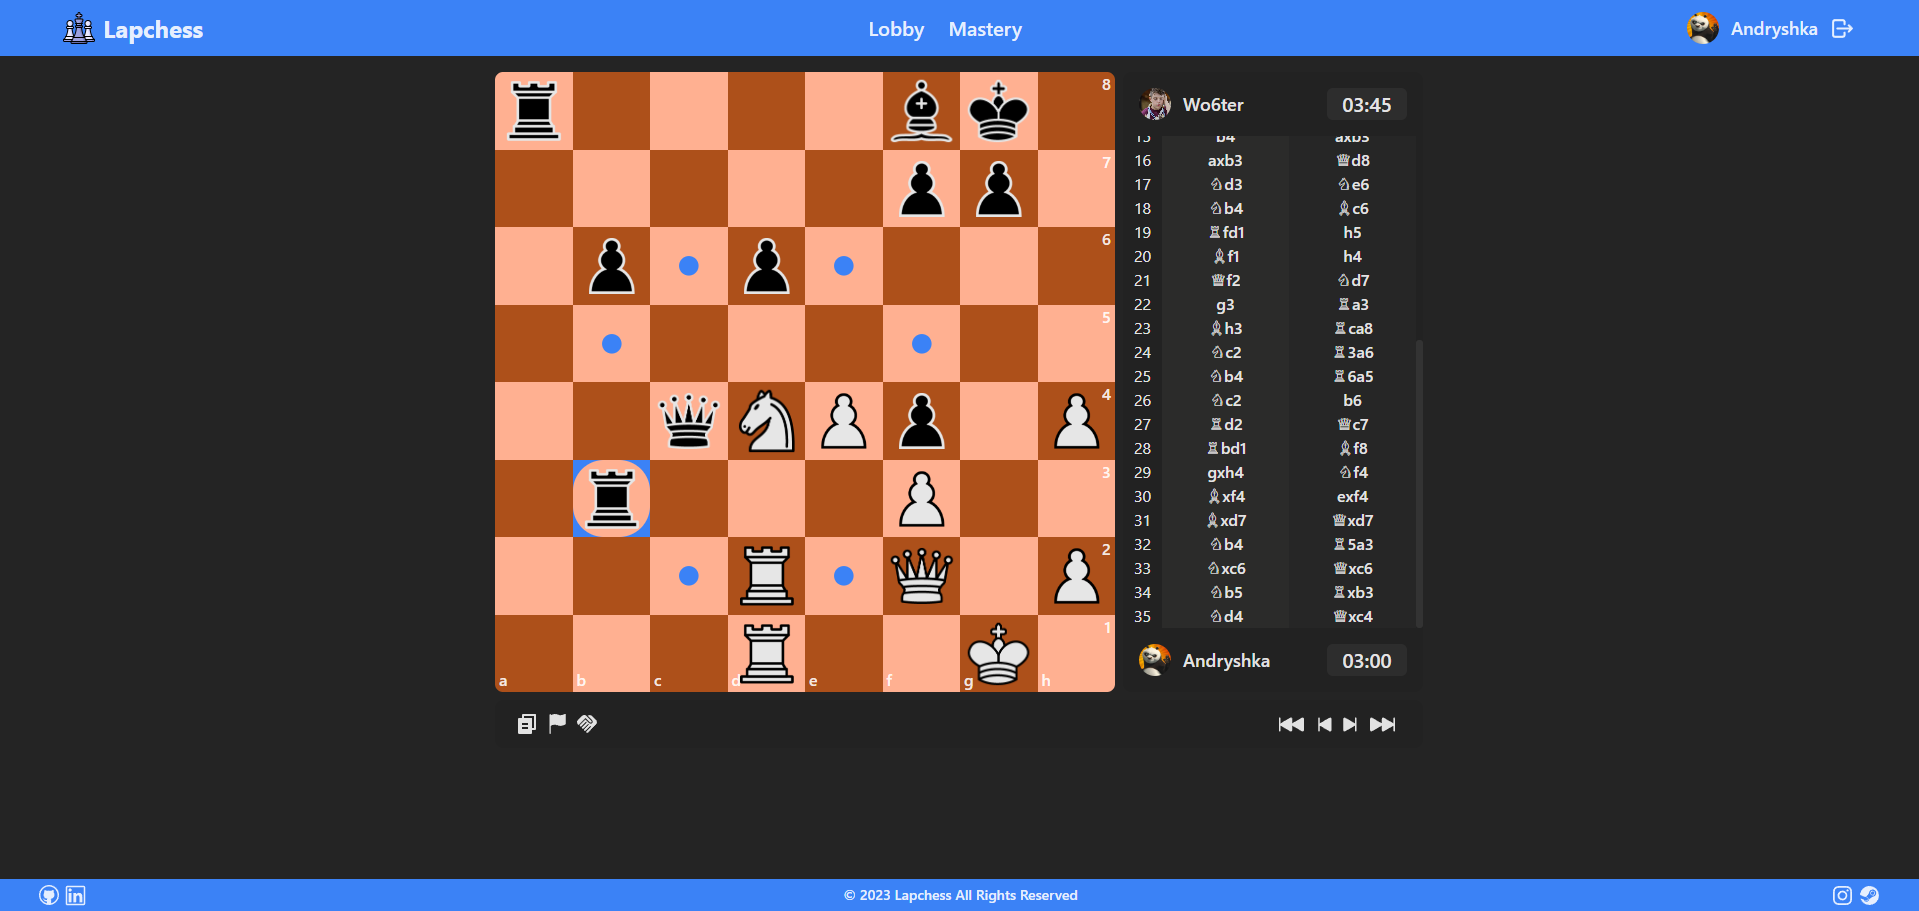 Lapchess
Lobby Mastery
Andryshka
8
7
6
5
4
3
2
1
a b c d e f g h
Wo6ter 03:45
15 b4 axb3
16 axb3 ♕d8
17 ♘d3 ♘e6
18 ♘b4 ♗c6
19 ♖fd1 h5
20 ♗f1 h4
21 ♕f2 ♘d7
22 g3 ♖a3
23 ♗h3 ♖ca8
24 ♘c2 ♖3a6
25 ♘b4 ♖6a5
26 ♘c2 b6
27 ♖d2 ♕c7
28 ♖bd1 ♗f8
29 gxh4 ♘f4
30 ♗xf4 exf4
31 ♗xd7 ♕xd7
32 ♘b4 ♖5a3
33 ♘xc6 ♕xc6
34 ♘b5 ♖xb3
35 ♘d4 ♕xc4
Andryshka 03:00
© 2023 Lapchess All Rights Reserved